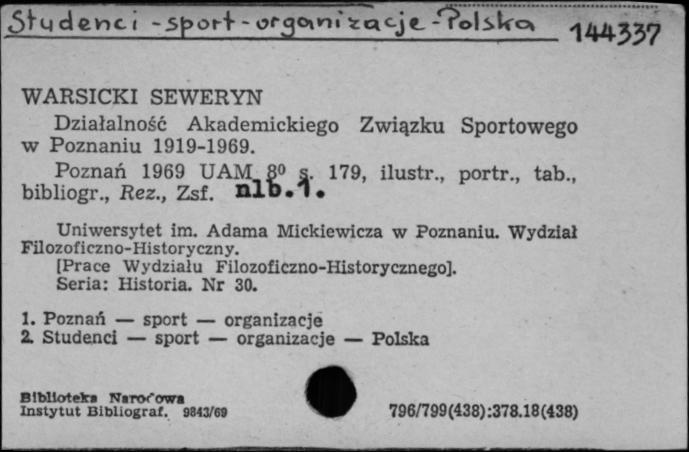 Studenci - sport - organizacje - Polska 144337
WARSICKI SEWERYN
Działalność Akademickiego Związku Sportowego
w Poznaniu 1919-1969.
Poznań 1969 UAM 8⁰ s. 179, ilustr., portr., tab.,
bibliogr., Rez., Zsf. nlb.1.
Uniwersytet im. Adama Mickiewicza w Poznaniu. Wydział
Filozoficzno-Historyczny.
[Prace Wydziału Filozoficzno-Historycznego].
Seria: Historia. Nr 30.
1. Poznań — sport — organizacje
2. Studenci — sport — organizacje — Polska
Biblioteka Narodowa
Instytut Bibliograf. 9843/69 796/799(438):378.18(438)